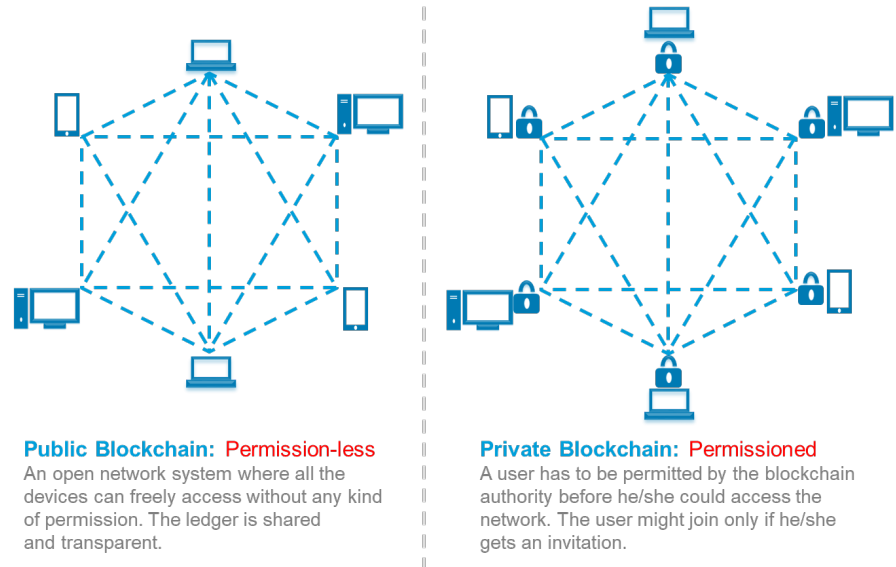 Public Blockchain: Permission-less
An open network system where all the
devices can freely access without any kind
of permission. The ledger is shared
and transparent.
Private Blockchain: Permissioned
A user has to be permitted by the blockchain
authority before he/she could access the
network. The user might join only if he/she
gets an invitation.